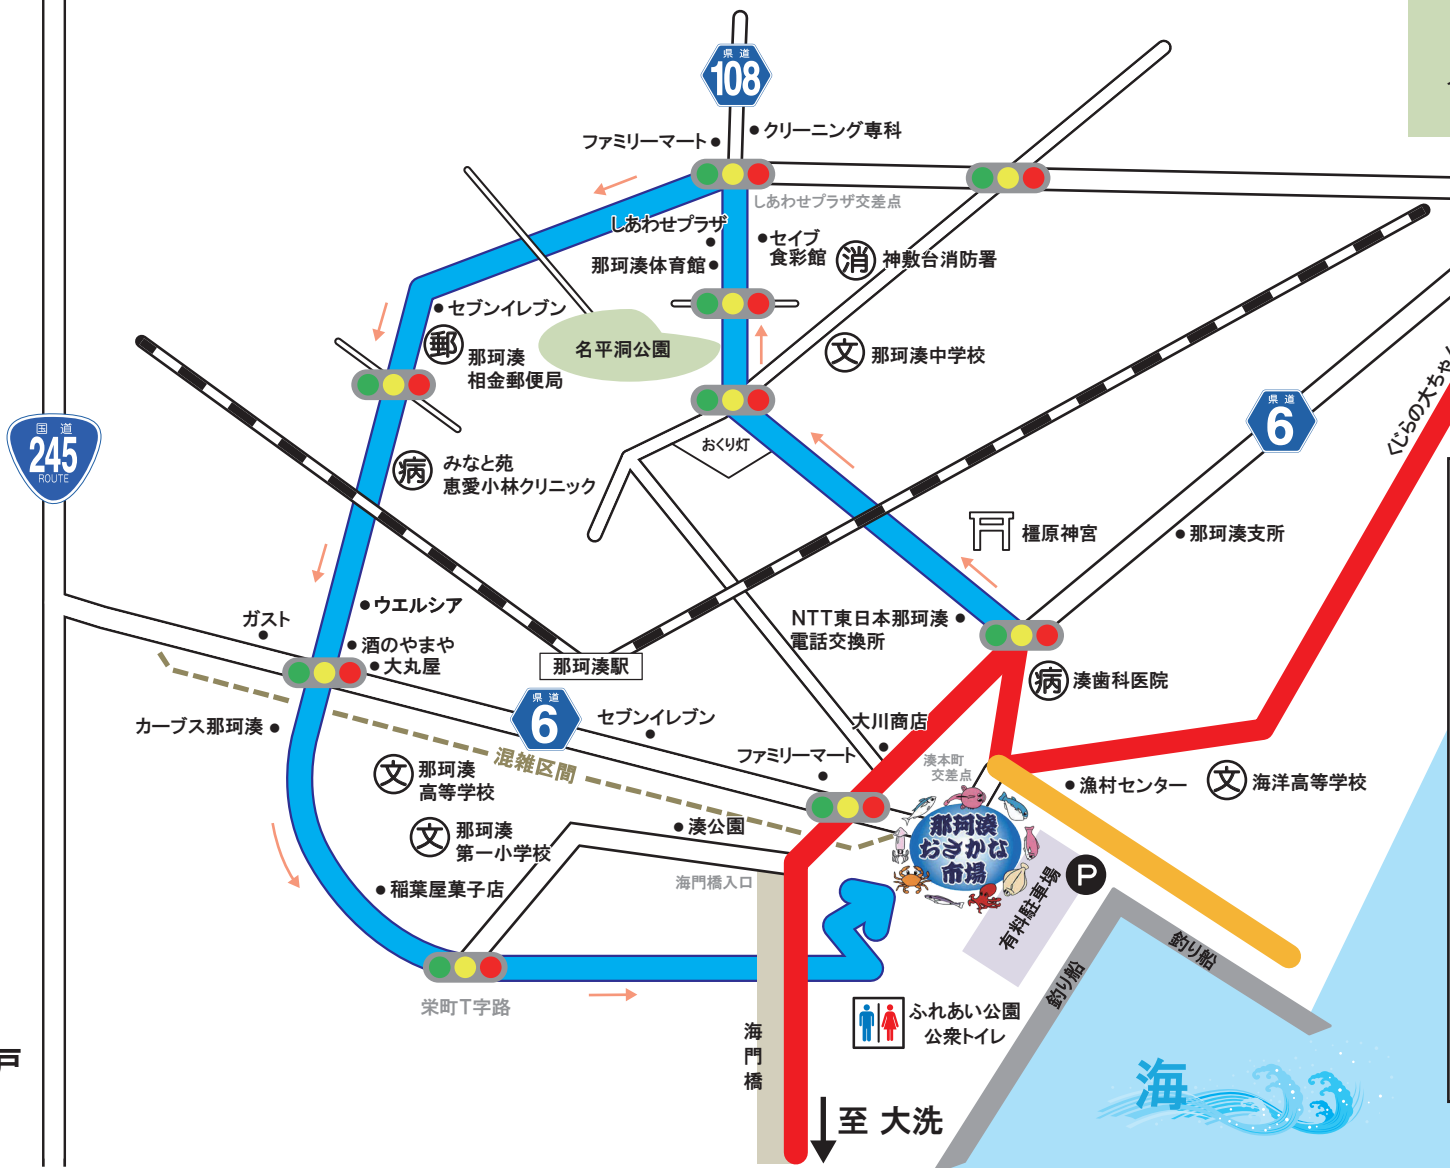 県道
108
ファミリーマート
クリーニング専科
しあわせプラザ交差点
しあわせプラザ
セイブ
食彩館
那珂湊体育館
消
神敷台消防署
セブンイレブン
郵
那珂湊
相金郵便局
名平洞公園
文
那珂湊中学校
国道
245
ROUTE
県道
6
くじらの大ちゃん
おくり灯
病
みなと苑
恵愛小林クリニック
橿原神宮
那珂湊支所
ウエルシア
ガスト
NTT東日本那珂湊
電話交換所
酒のやまや
大丸屋
那珂湊駅
病
湊歯科医院
県道
6
セブンイレブン
大川商店
カーブス那珂湊
混雑区間
ファミリーマート
湊本町
交差点
文
那珂湊
高等学校
漁村センター
文
海洋高等学校
文
那珂湊
第一小学校
湊公園
那珂湊
おさかな
市場
P
有料駐車場
海門橋入口
稲葉屋菓子店
釣り船
釣り船
栄町T字路
ふれあい公園
公衆トイレ
海門橋
戸
海
至 大洗